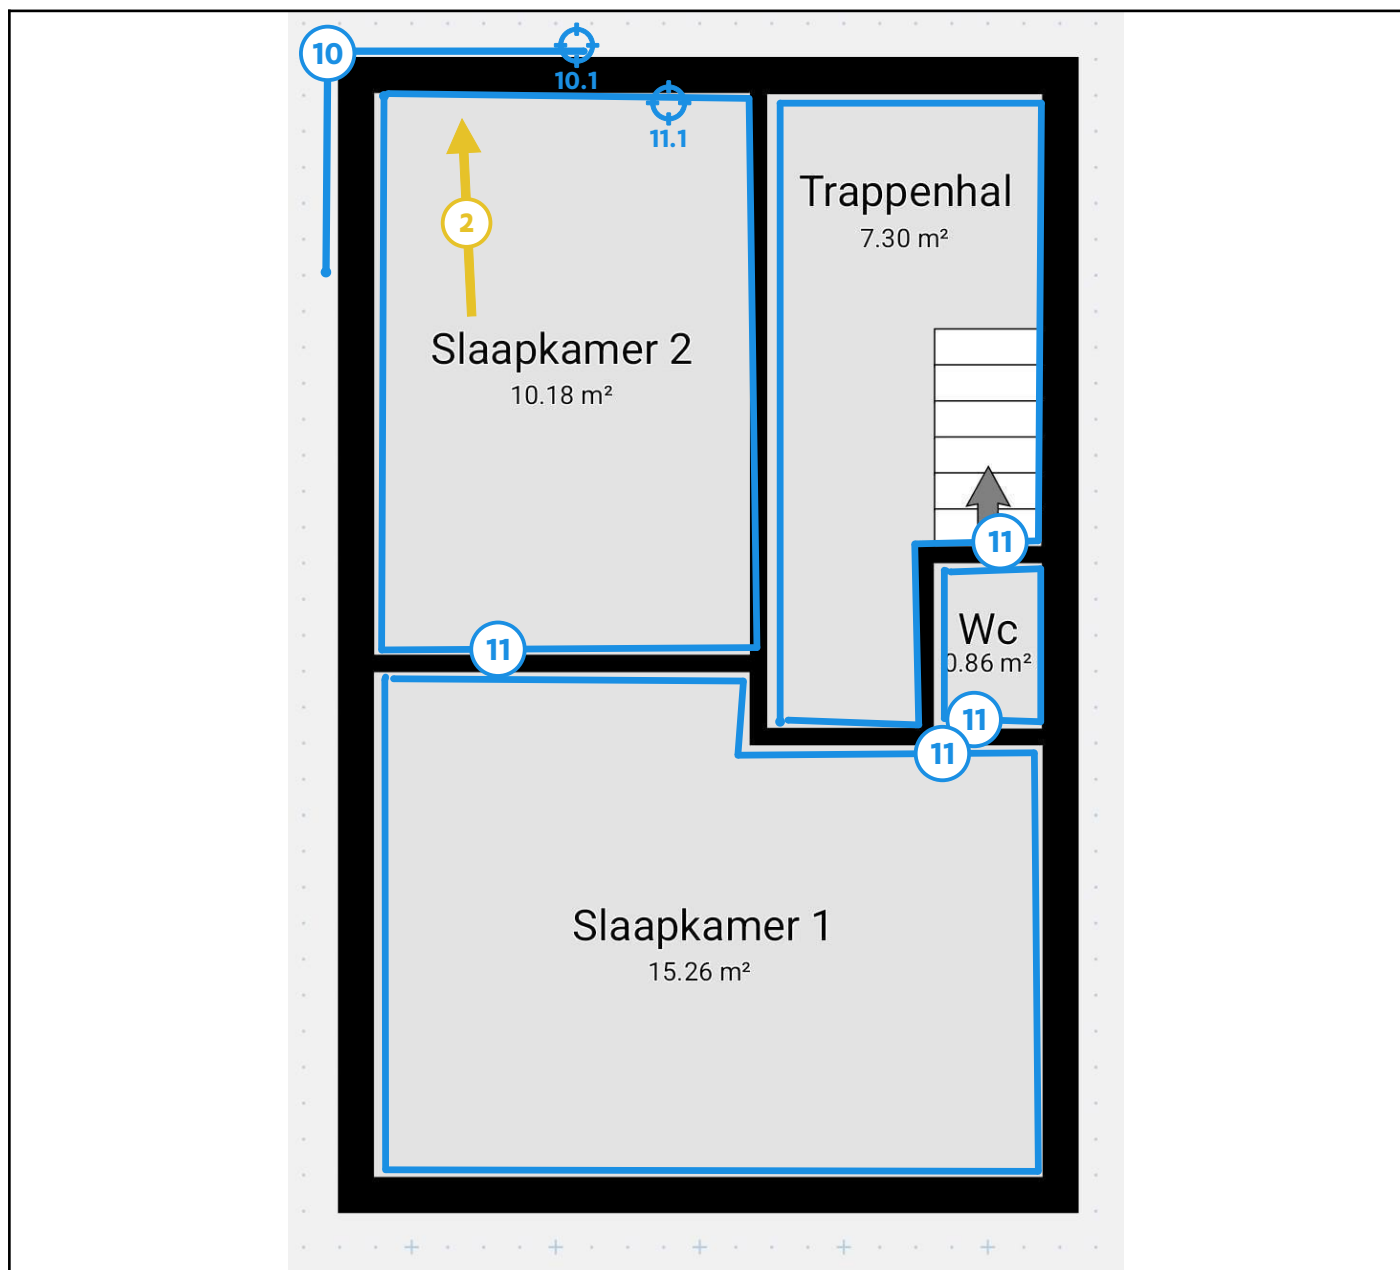 10
10.1
11.1
2
Slaapkamer 2
10.18 m²
Trappenhal
7.30 m²
11
11
Wc
0.86 m²
11
11
Slaapkamer 1
15.26 m²